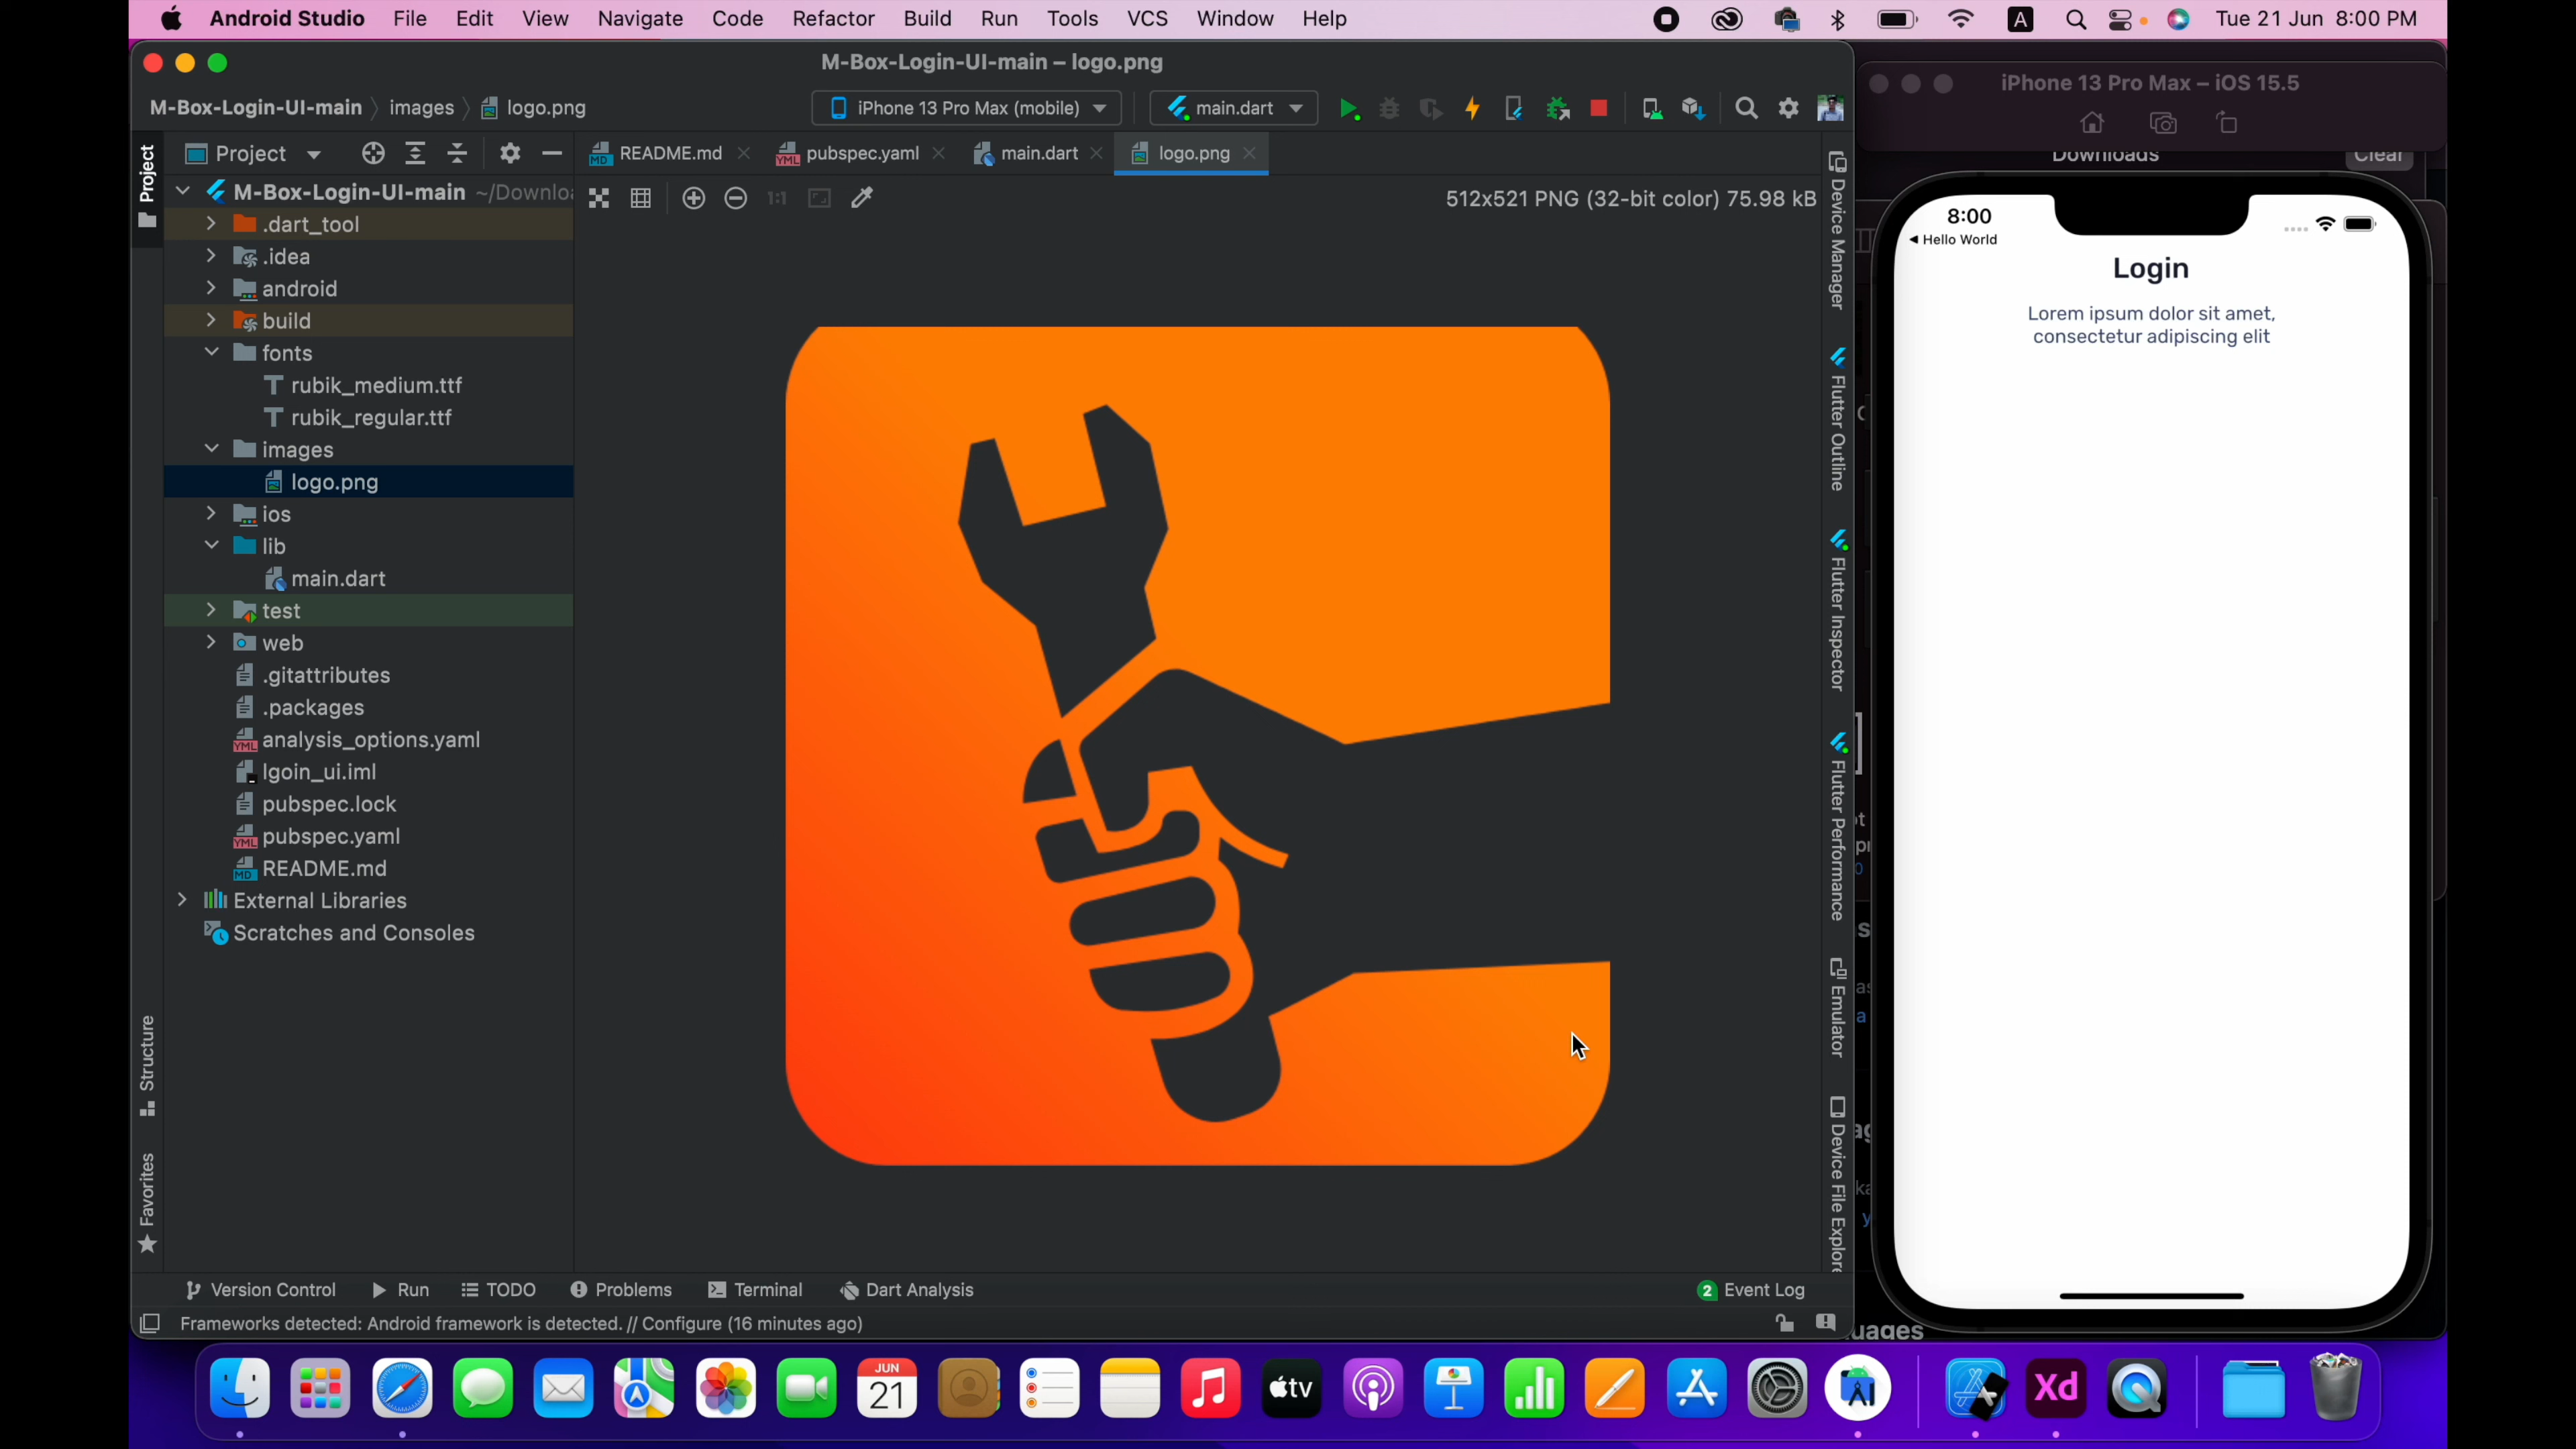 Android Studio File Edit View Navigate Code Refactor Build Run Tools VCS Window Help
A
Tue 21 Jun 8:00 PM
M-Box-Login-UI-main – logo.png
M-Box-Login-UI-main images logo.png
iPhone 13 Pro Max (mobile)
main.dart
Project
README.md
pubspec.yaml
main.dart
logo.png
512x521 PNG (32-bit color) 75.98 kB
1:1
Project
M-Box-Login-UI-main
.dart_tool
.idea
android
build
fonts
rubik_medium.ttf
rubik_regular.ttf
images
logo.png
ios
lib
main.dart
test
web
.gitattributes
.packages
analysis_options.yaml
lgoin_ui.iml
pubspec.lock
pubspec.yaml
README.md
External Libraries
Scratches and Consoles
Structure
Favorites
Device Manager
Flutter Outline
Flutter Inspector
Flutter Performance
Emulator
Version Control
Run
TODO
Problems
Terminal
Dart Analysis
2 Event Log
Frameworks detected: Android framework is detected. // Configure (16 minutes ago)
iPhone 13 Pro Max – iOS 15.5
Downloads
Clear
8:00
Hello World
Login
Lorem ipsum dolor sit amet,
consectetur adipiscing elit
JUN
21
tv
Xd